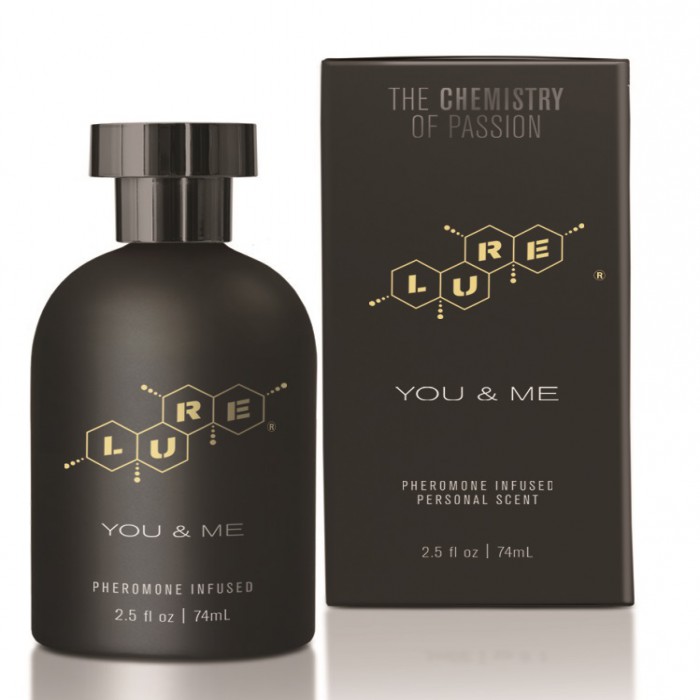 LURE®
YOU & ME
PHEROMONE INFUSED
2.5 fl oz | 74mL
THE CHEMISTRY
OF PASSION
LURE®
YOU & ME
PHEROMONE INFUSED
PERSONAL SCENT
2.5 fl oz | 74mL